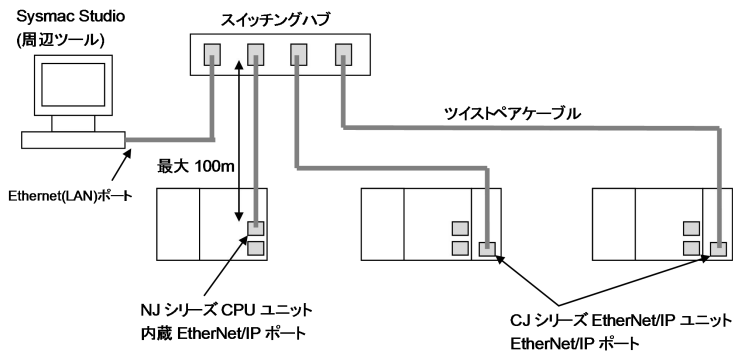 Sysmac Studio
(周辺ツール)
スイッチングハブ
ツイストペアケーブル
最大 100m
Ethernet(LAN)ポート
NJ シリーズ CPU ユニット
内蔵 EtherNet/IP ポート
CJ シリーズ EtherNet/IP ユニット
EtherNet/IP ポート